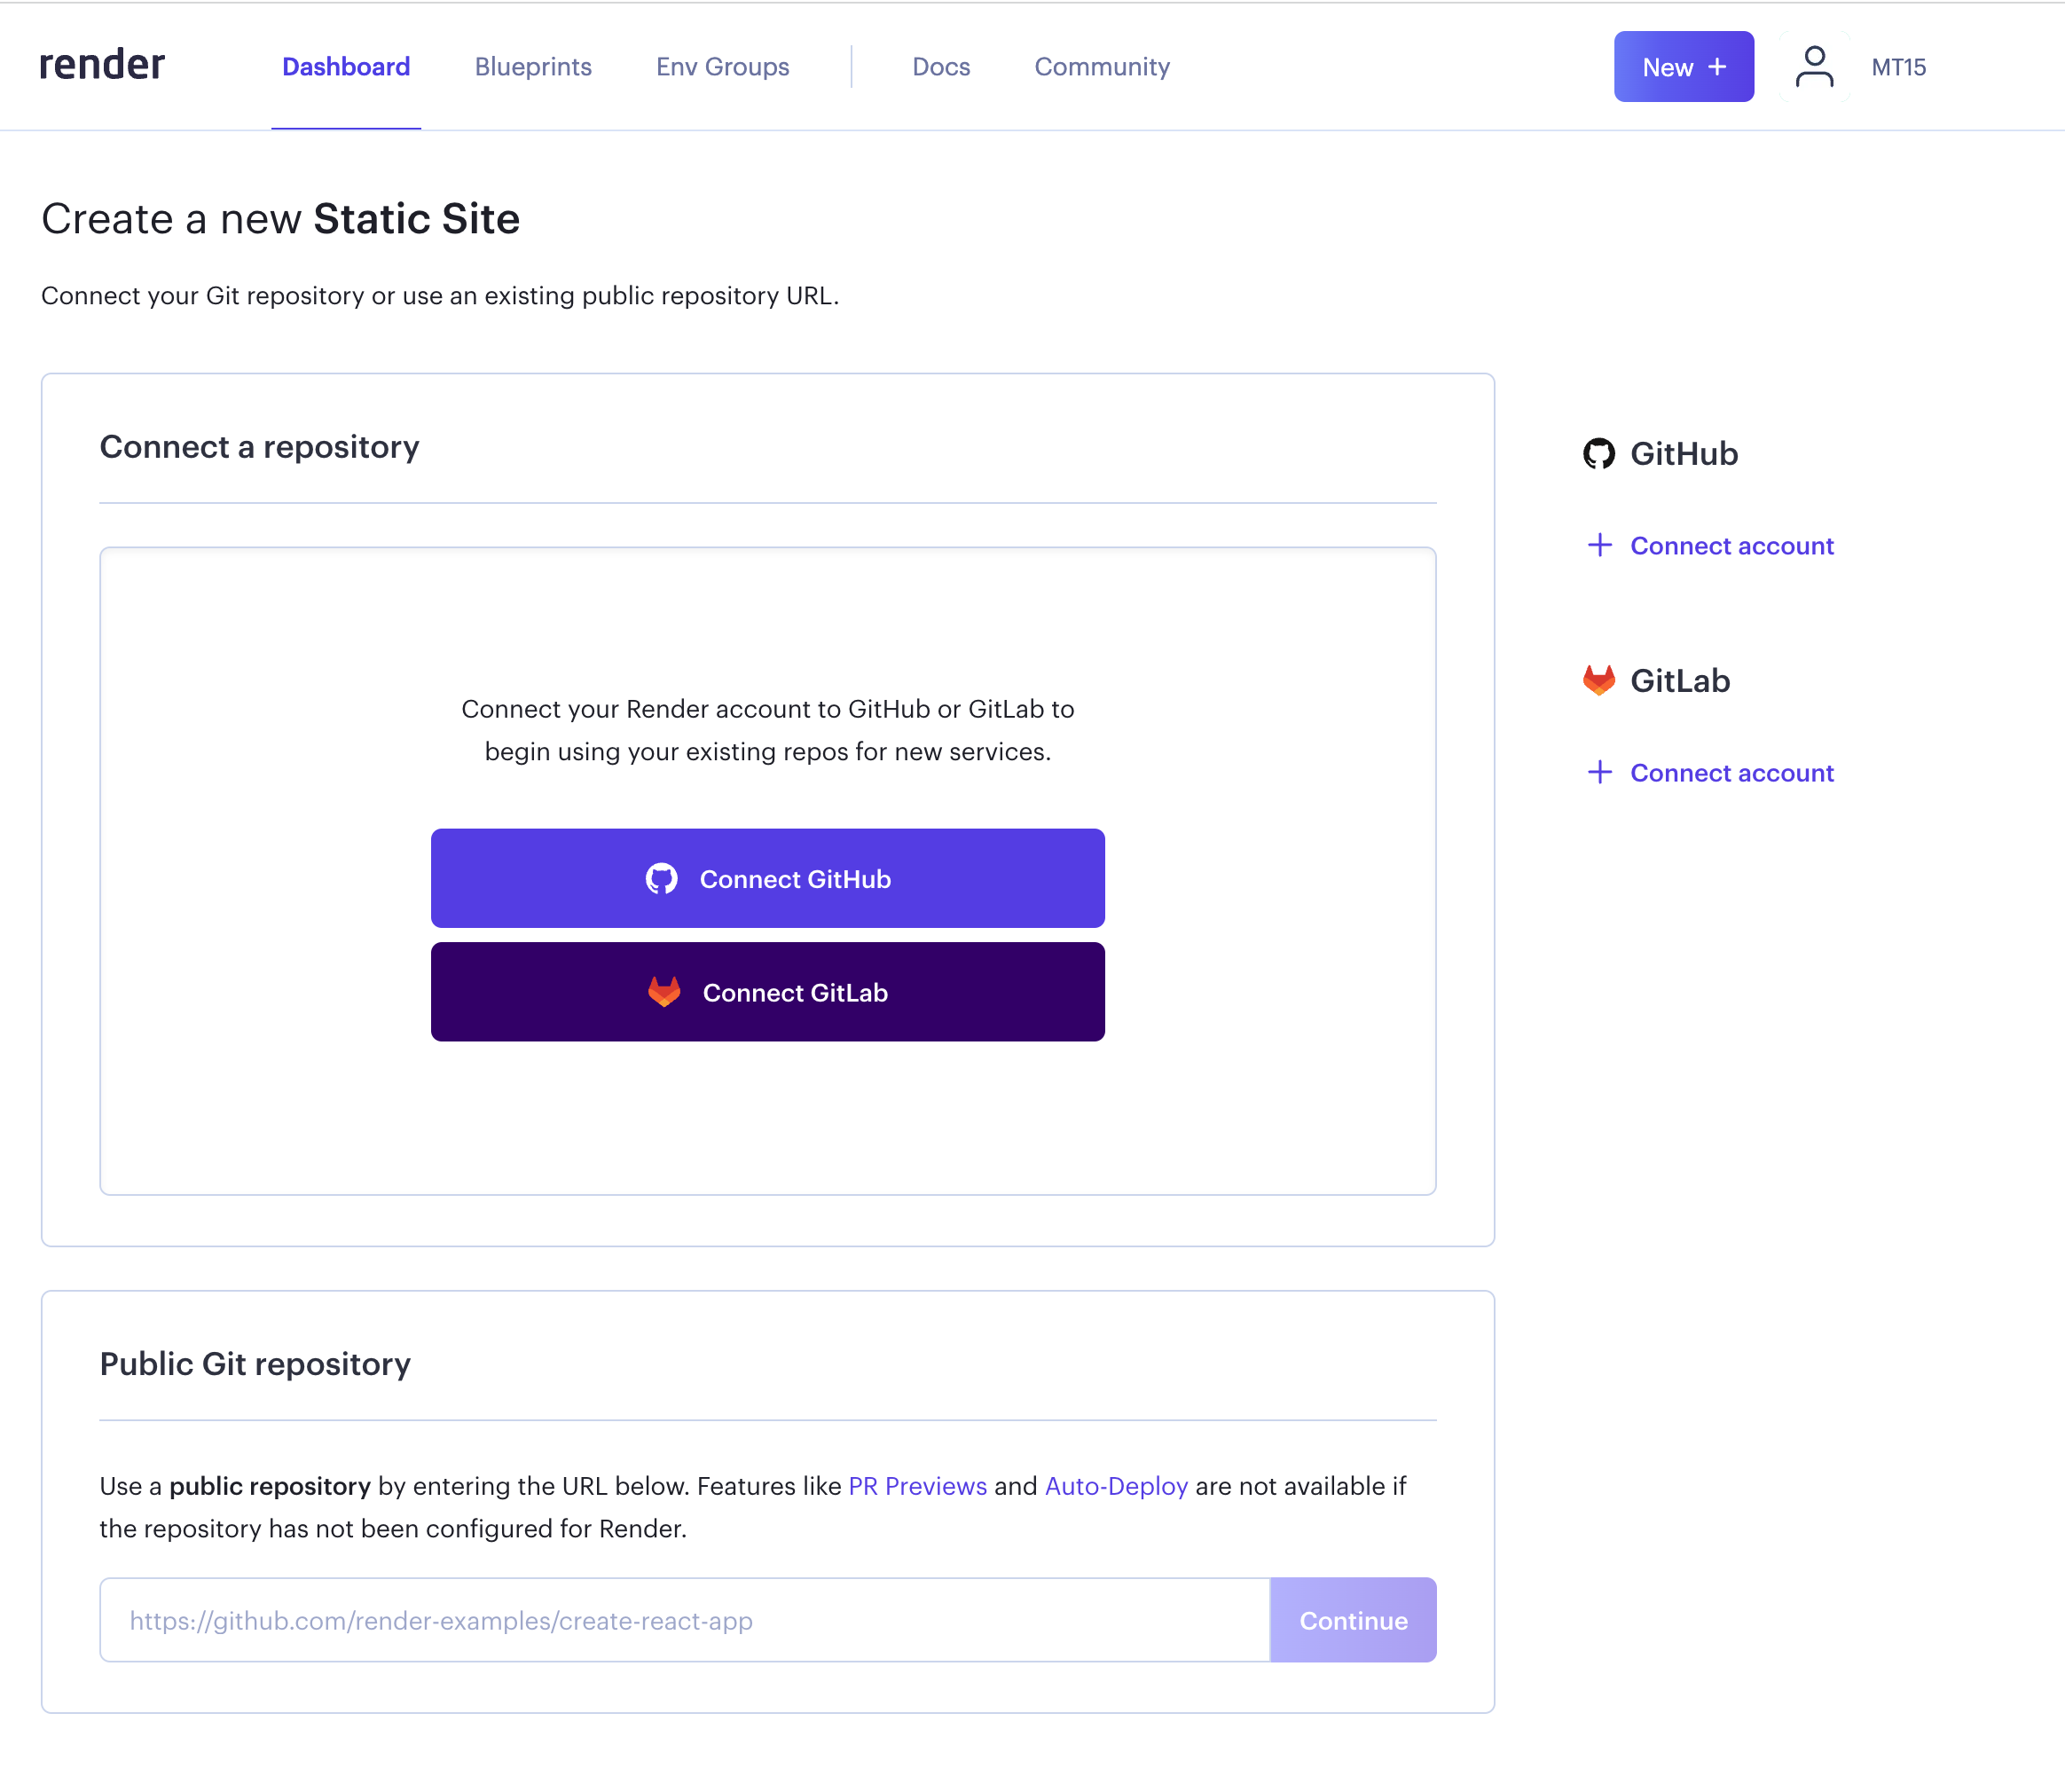 render
Dashboard
Blueprints
Env Groups
Docs
Community
New +
MT15
Create a new Static Site
Connect your Git repository or use an existing public repository URL.
Connect a repository
Connect your Render account to GitHub or GitLab to
begin using your existing repos for new services.
Connect GitHub
Connect GitLab
GitHub
+ Connect account
GitLab
+ Connect account
Public Git repository
Use a public repository by entering the URL below. Features like PR Previews and Auto-Deploy are not available if
the repository has not been configured for Render.
https://github.com/render-examples/create-react-app
Continue